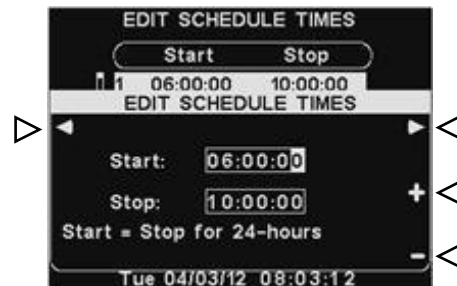 EDIT SCHEDULE TIMES
Start Stop
1 06:00:00 10:00:00
EDIT SCHEDULE TIMES
Start: 06:00:00
Stop: 10:00:00
Start = Stop for 24-hours
Tue 04/03/12 08:03:12